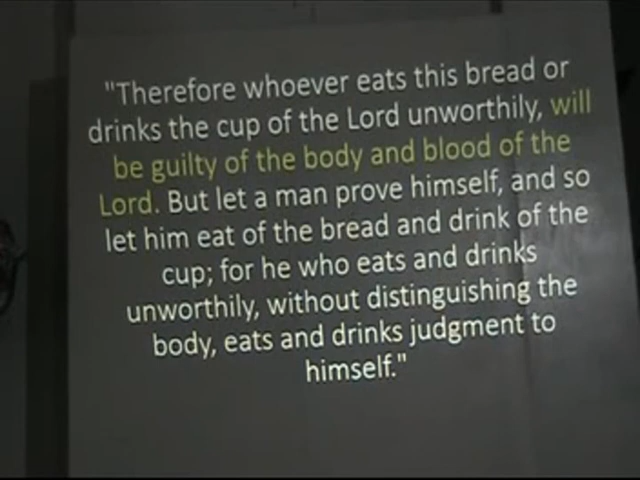 "Therefore whoever eats this bread or
drinks the cup of the Lord unworthily, will
be guilty of the body and blood of the
Lord. But let a man prove himself, and so
let him eat of the bread and drink of the
cup; for he who eats and drinks
unworthily, without distinguishing the
body, eats and drinks judgment to
himself."